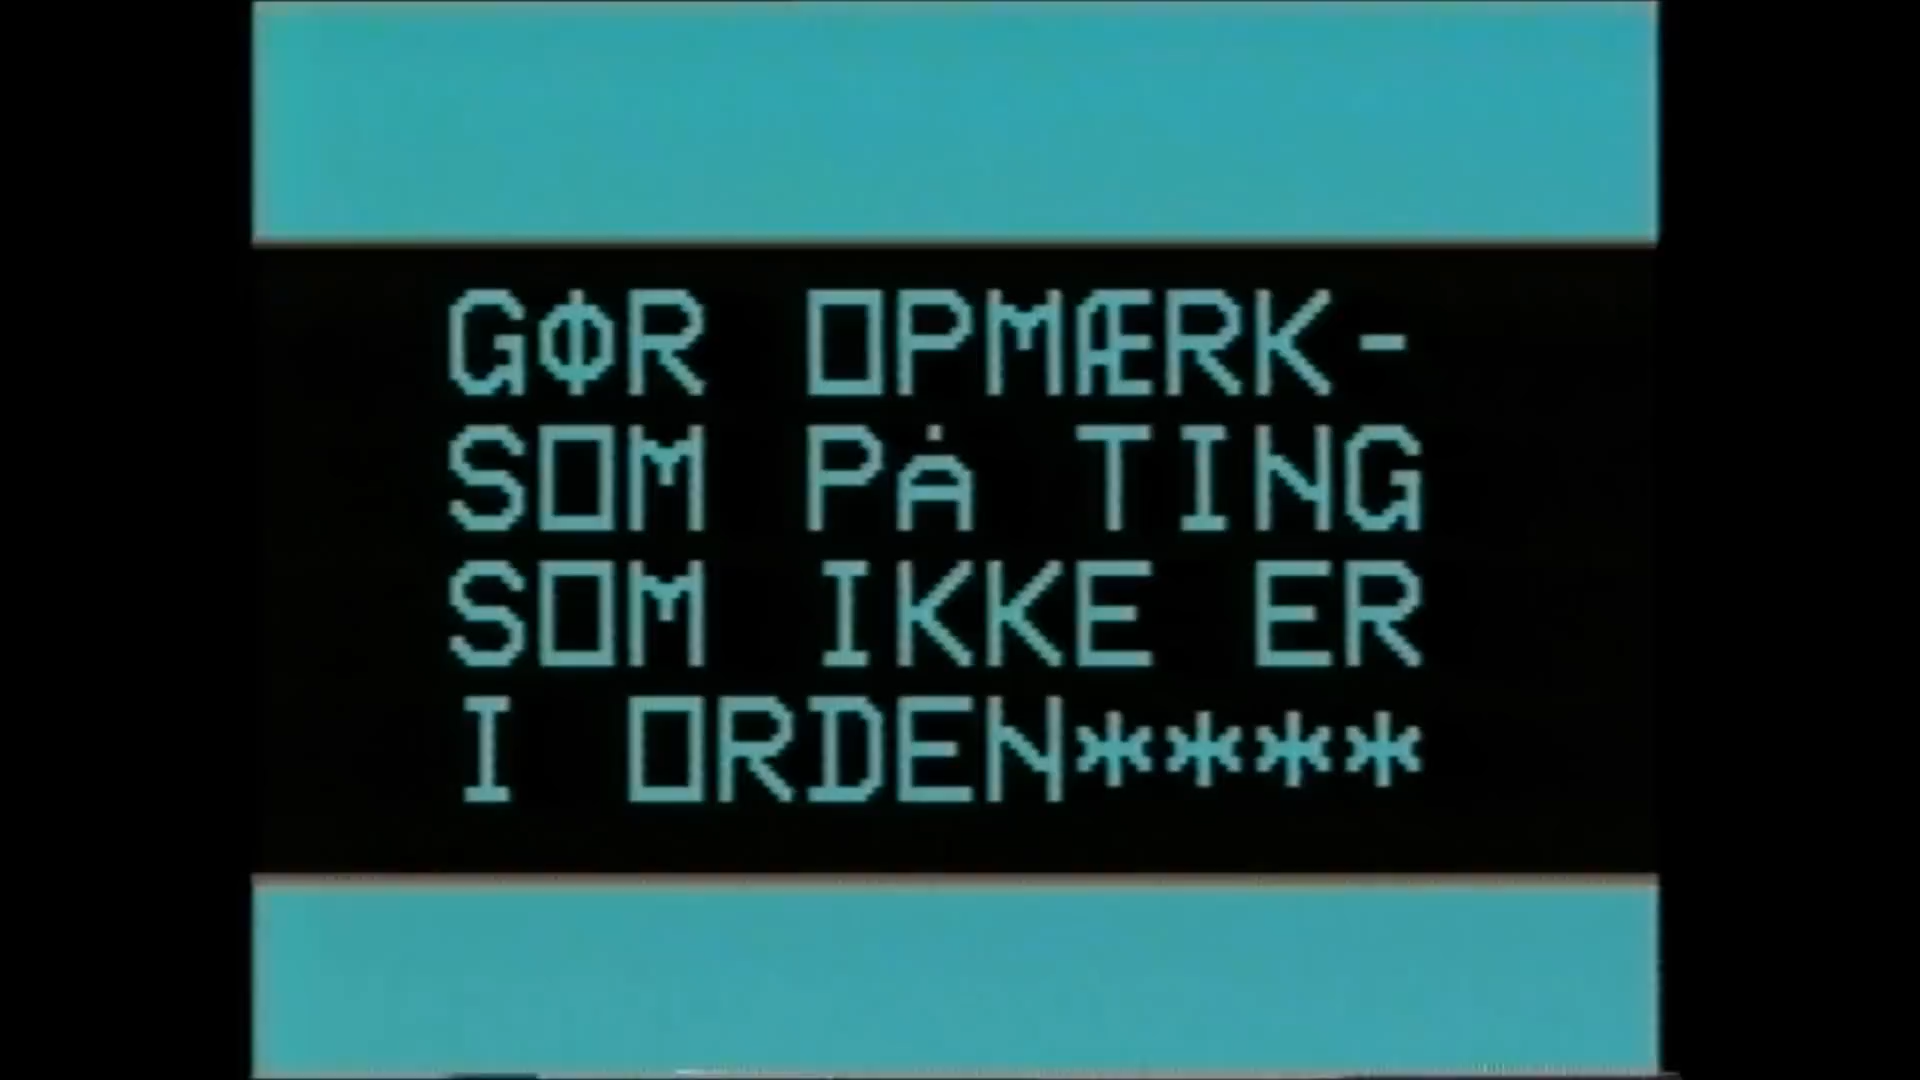 GØR OPMÆRK-
SOM PÅ TING
SOM IKKE ER
I ORDEN****